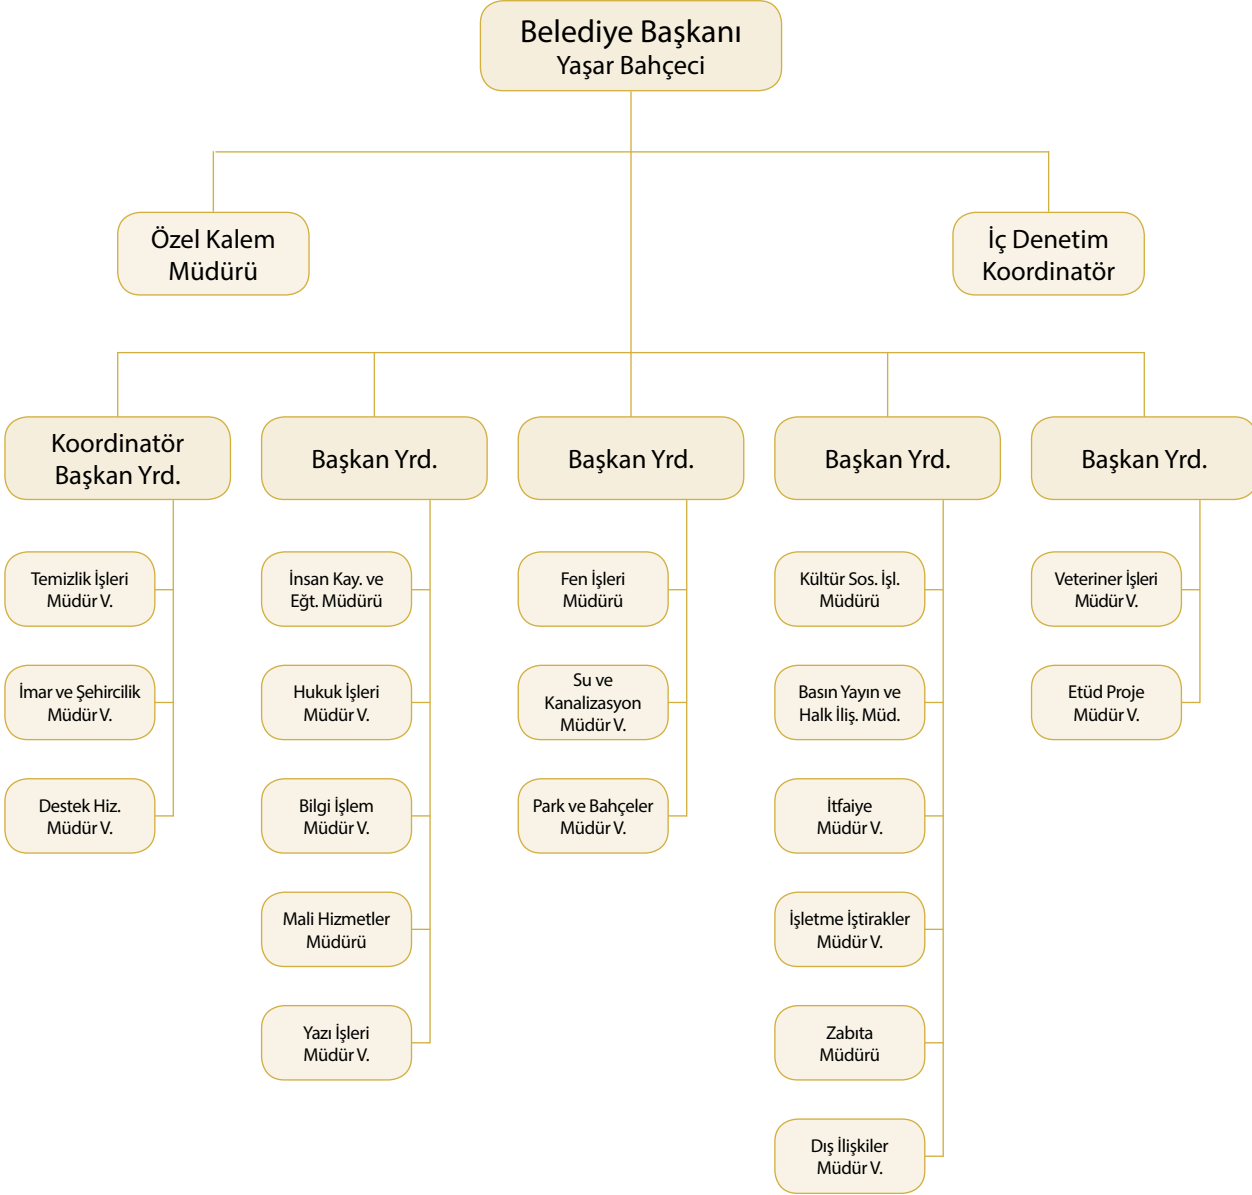 Belediye Başkanı
Yaşar Bahçeci
Özel Kalem
Müdürü
İç Denetim
Koordinatör
Koordinatör
Başkan Yrd.
Başkan Yrd.
Başkan Yrd.
Başkan Yrd.
Başkan Yrd.
Temizlik İşleri
Müdür V.
İmar ve Şehircilik
Müdür V.
Destek Hiz.
Müdür V.
İnsan Kay. ve
Eğt. Müdürü
Hukuk İşleri
Müdür V.
Bilgi İşlem
Müdür V.
Mali Hizmetler
Müdürü
Yazı İşleri
Müdür V.
Fen İşleri
Müdürü
Su ve
Kanalizasyon
Müdür V.
Park ve Bahçeler
Müdür V.
Kültür Sos. İşl.
Müdürü
Basın Yayın ve
Halk İliş. Müd.
İtfaiye
Müdür V.
İşletme İştirakler
Müdür V.
Zabıta
Müdürü
Dış İlişkiler
Müdür V.
Veteriner İşleri
Müdür V.
Etüd Proje
Müdür V.